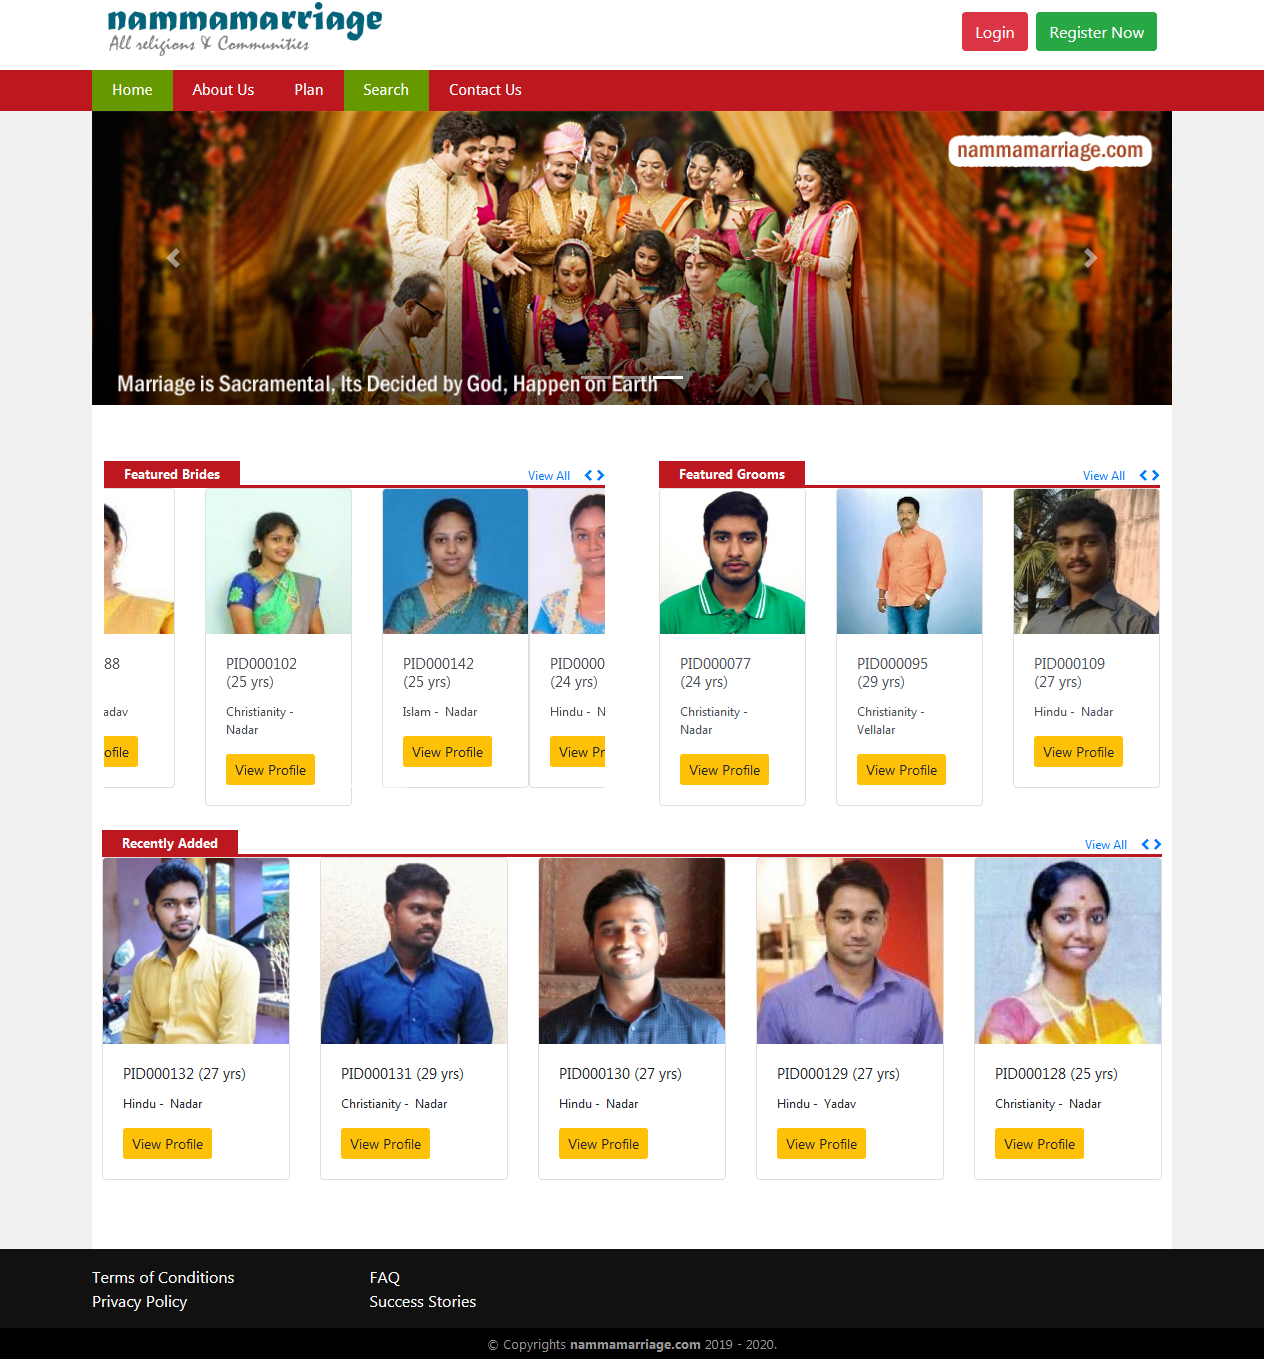 nammamarriage
All religions & Communities
Login
Register Now
Home
About Us
Plan
Search
Contact Us
nammamarriage.com
Marriage is Sacramental, Its Decided by God, Happen on Earth
Featured Brides
View All
88
adav
ofile
PID000102
(25 yrs)
Christianity -
Nadar
View Profile
PID000142
(25 yrs)
Islam - Nadar
View Profile
PID0000
(24 yrs)
Hindu - N
View Pr
Featured Grooms
View All
PID000077
(24 yrs)
Christianity -
Nadar
View Profile
PID000095
(29 yrs)
Christianity -
Vellalar
View Profile
PID000109
(27 yrs)
Hindu - Nadar
View Profile
Recently Added
View All
PID000132 (27 yrs)
Hindu - Nadar
View Profile
PID000131 (29 yrs)
Christianity - Nadar
View Profile
PID000130 (27 yrs)
Hindu - Nadar
View Profile
PID000129 (27 yrs)
Hindu - Yadav
View Profile
PID000128 (25 yrs)
Christianity - Nadar
View Profile
Terms of Conditions
Privacy Policy
FAQ
Success Stories
© Copyrights nammamarriage.com 2019 - 2020.